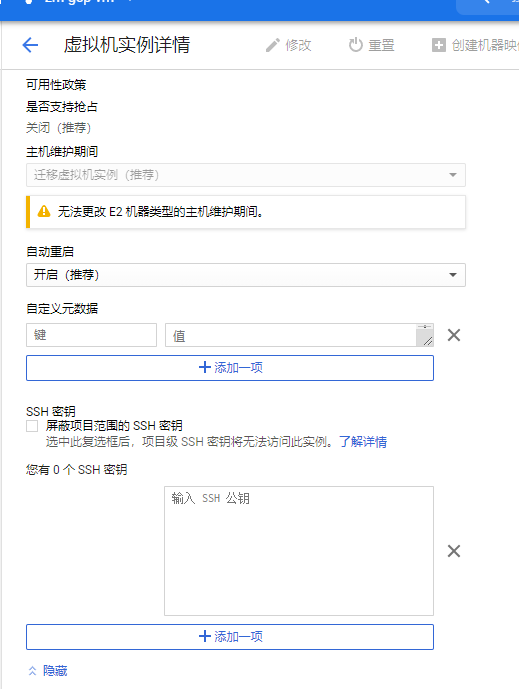 虚拟机实例详情
修改
重置
创建机器映
可用性政策
是否支持抢占
关闭（推荐）
主机维护期间
迁移虚拟机实例（推荐）
无法更改 E2 机器类型的主机维护期间。
自动重启
开启（推荐）
自定义元数据
键
值
添加一项
SSH 密钥
屏蔽项目范围的 SSH 密钥
选中此复选框后，项目级 SSH 密钥将无法访问此实例。了解详情
您有 0 个 SSH 密钥
输入 SSH 公钥
添加一项
隐藏